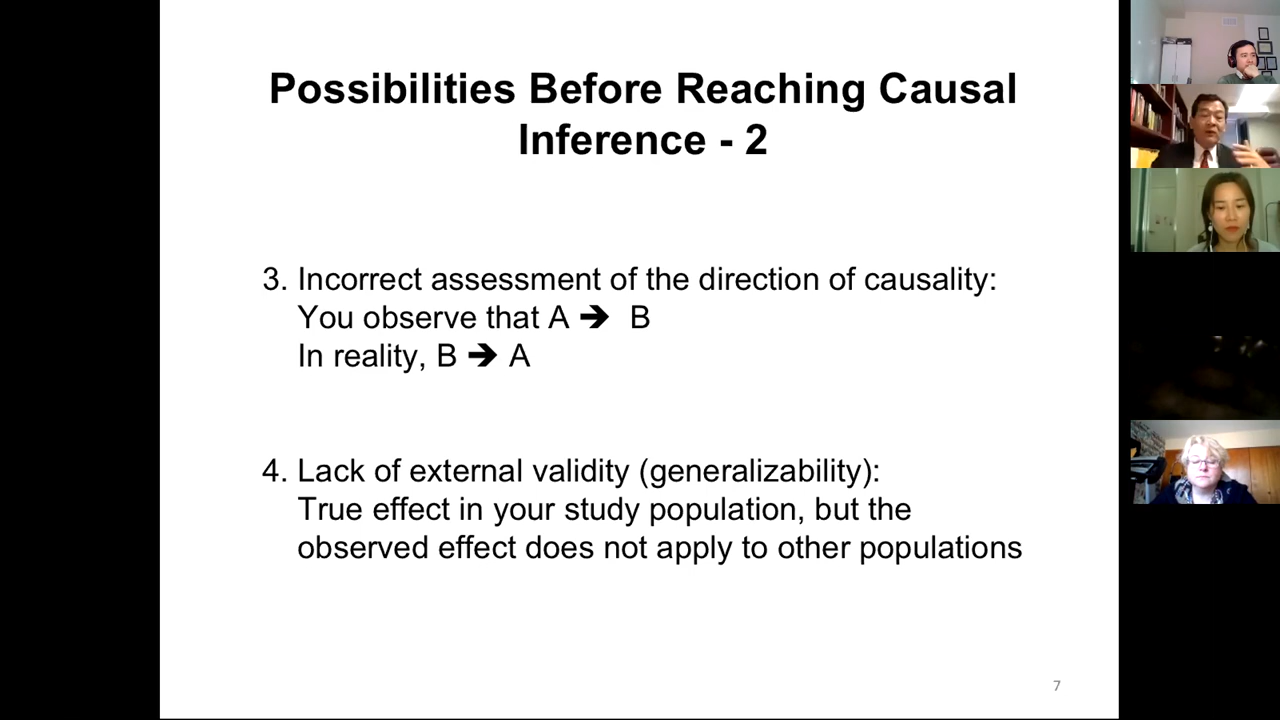 Possibilities Before Reaching Causal
Inference - 2
3. Incorrect assessment of the direction of causality:
You observe that A ➔ B
In reality, B ➔ A
4. Lack of external validity (generalizability):
True effect in your study population, but the
observed effect does not apply to other populations
7